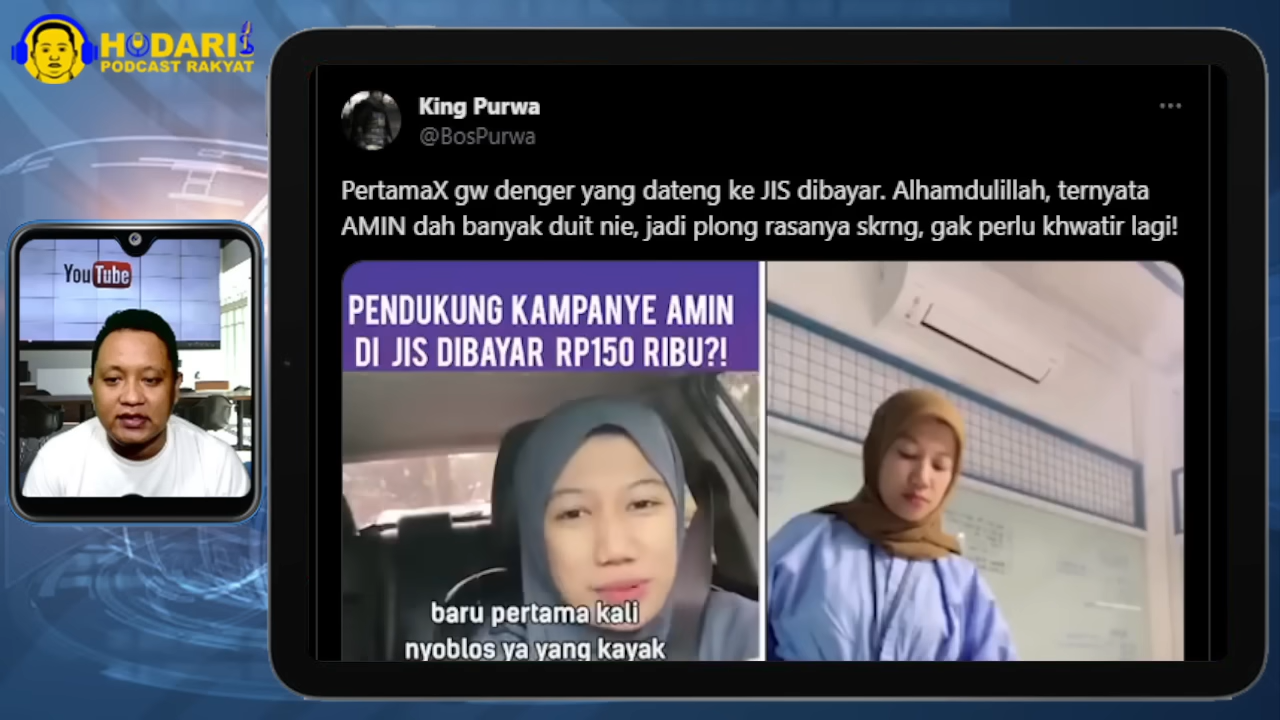 HUDARI
PODCAST RAKYAT
YouTube
King Purwa
@BosPurwa
PertamaX gw denger yang dateng ke JIS dibayar. Alhamdulillah, ternyata
AMIN dah banyak duit nie, jadi plong rasanya skrng, gak perlu khwatir lagi!
PENDUKUNG KAMPANYE AMIN
DI JIS DIBAYAR RP150 RIBU?!
baru pertama kali
nyoblos ya yang kayak